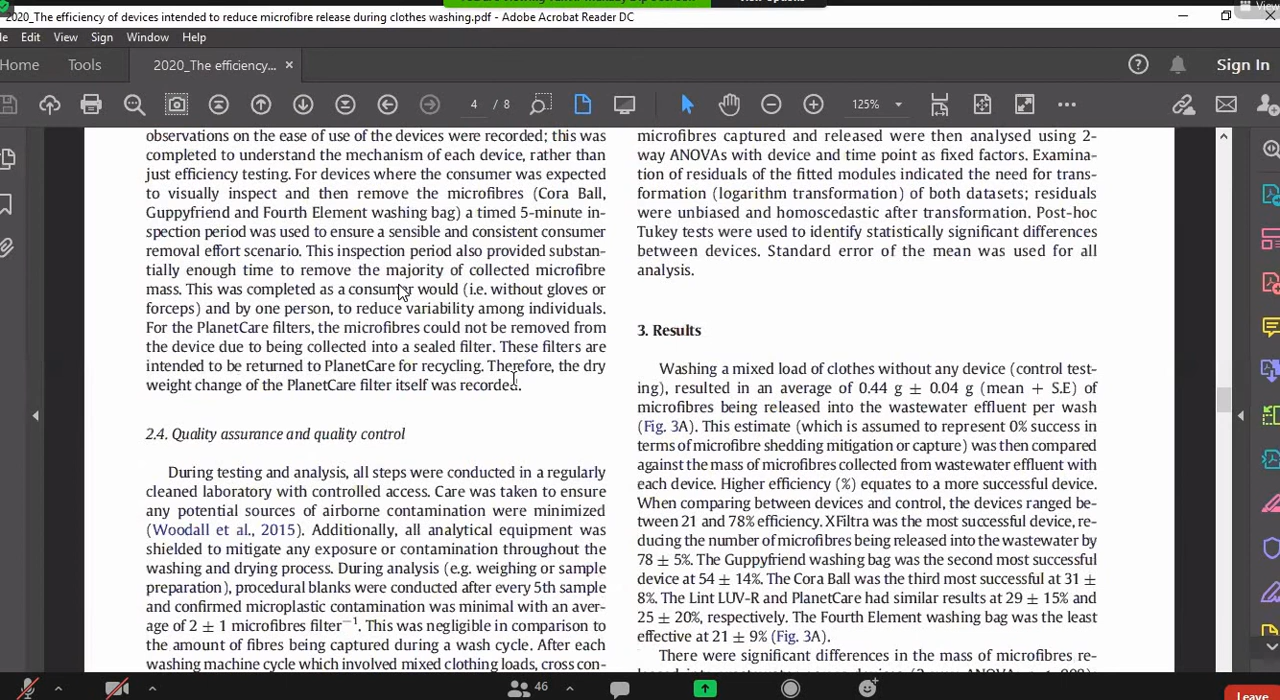 View
2020_The efficiency of devices intended to reduce microfibre release during clothes washing.pdf - Adobe Acrobat Reader DC
Edit View Sign Window Help
Home Tools 2020_The efficiency... ×
Sign In
4 / 8
125%
observations on the ease of use of the devices were recorded; this was
completed to understand the mechanism of each device, rather than
just efficiency testing. For devices where the consumer was expected
to visually inspect and then remove the microfibres (Cora Ball,
Guppyfriend and Fourth Element washing bag) a timed 5-minute in-
spection period was used to ensure a sensible and consistent consumer
removal effort scenario. This inspection period also provided substan-
tially enough time to remove the majority of collected microfibre
mass. This was completed as a consumer would (i.e. without gloves or
forceps) and by one person, to reduce variability among individuals.
For the PlanetCare filters, the microfibres could not be removed from
the device due to being collected into a sealed filter. These filters are
intended to be returned to PlanetCare for recycling. Therefore, the dry
weight change of the PlanetCare filter itself was recorded.
2.4. Quality assurance and quality control
During testing and analysis, all steps were conducted in a regularly
cleaned laboratory with controlled access. Care was taken to ensure
any potential sources of airborne contamination were minimized
(Woodall et al., 2015). Additionally, all analytical equipment was
shielded to mitigate any exposure or contamination throughout the
washing and drying process. During analysis (e.g. weighing or sample
preparation), procedural blanks were conducted after every 5th sample
and confirmed microplastic contamination was minimal with an aver-
age of 2 ± 1 microfibres filter⁻¹. This was negligible in comparison to
the amount of fibres being captured during a wash cycle. After each
washing machine cycle which involved mixed clothing loads, cross con-
microfibres captured and released were then analysed using 2-
way ANOVAs with device and time point as fixed factors. Examina-
tion of residuals of the fitted modules indicated the need for trans-
formation (logarithm transformation) of both datasets; residuals
were unbiased and homoscedastic after transformation. Post-hoc
Tukey tests were used to identify statistically significant differences
between devices. Standard error of the mean was used for all
analysis.
3. Results
Washing a mixed load of clothes without any device (control test-
ing), resulted in an average of 0.44 g ± 0.04 g (mean + S.E) of
microfibres being released into the wastewater effluent per wash
(Fig. 3A). This estimate (which is assumed to represent 0% success in
terms of microfibre shedding mitigation or capture) was then compared
against the mass of microfibres collected from wastewater effluent with
each device. Higher efficiency (%) equates to a more successful device.
When comparing between devices and control, the devices ranged be-
tween 21 and 78% efficiency. XFiltra was the most successful device, re-
ducing the number of microfibres being released into the wastewater by
78 ± 5%. The Guppyfriend washing bag was the second most successful
device at 54 ± 14%. The Cora Ball was the third most successful at 31 ±
8%. The Lint LUV-R and PlanetCare had similar results at 29 ± 15% and
25 ± 20%, respectively. The Fourth Element washing bag was the least
effective at 21 ± 9% (Fig. 3A).
There were significant differences in the mass of microfibres re-
46
Leave